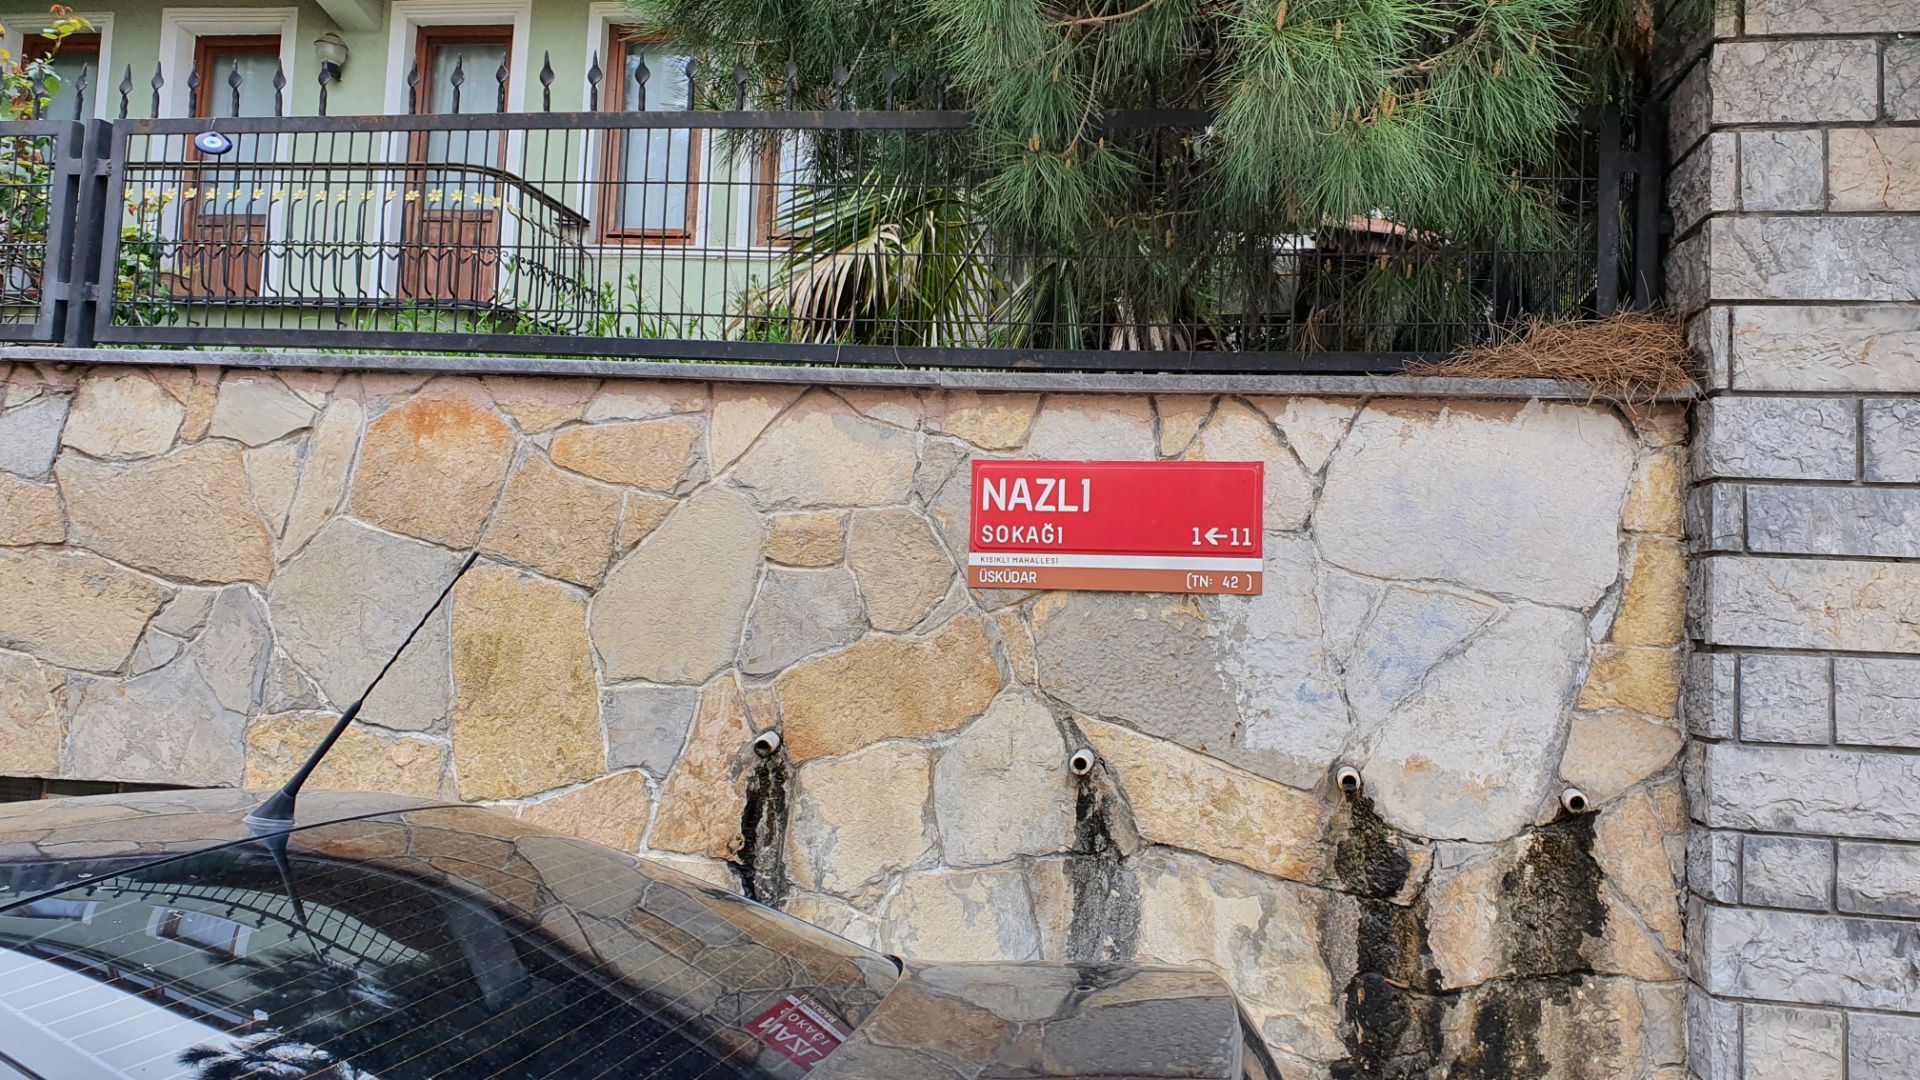 NAZLI
SOKAĞI 1←11
KISIKLI MAHALLESİ
ÜSKÜDAR (TN: 42 )